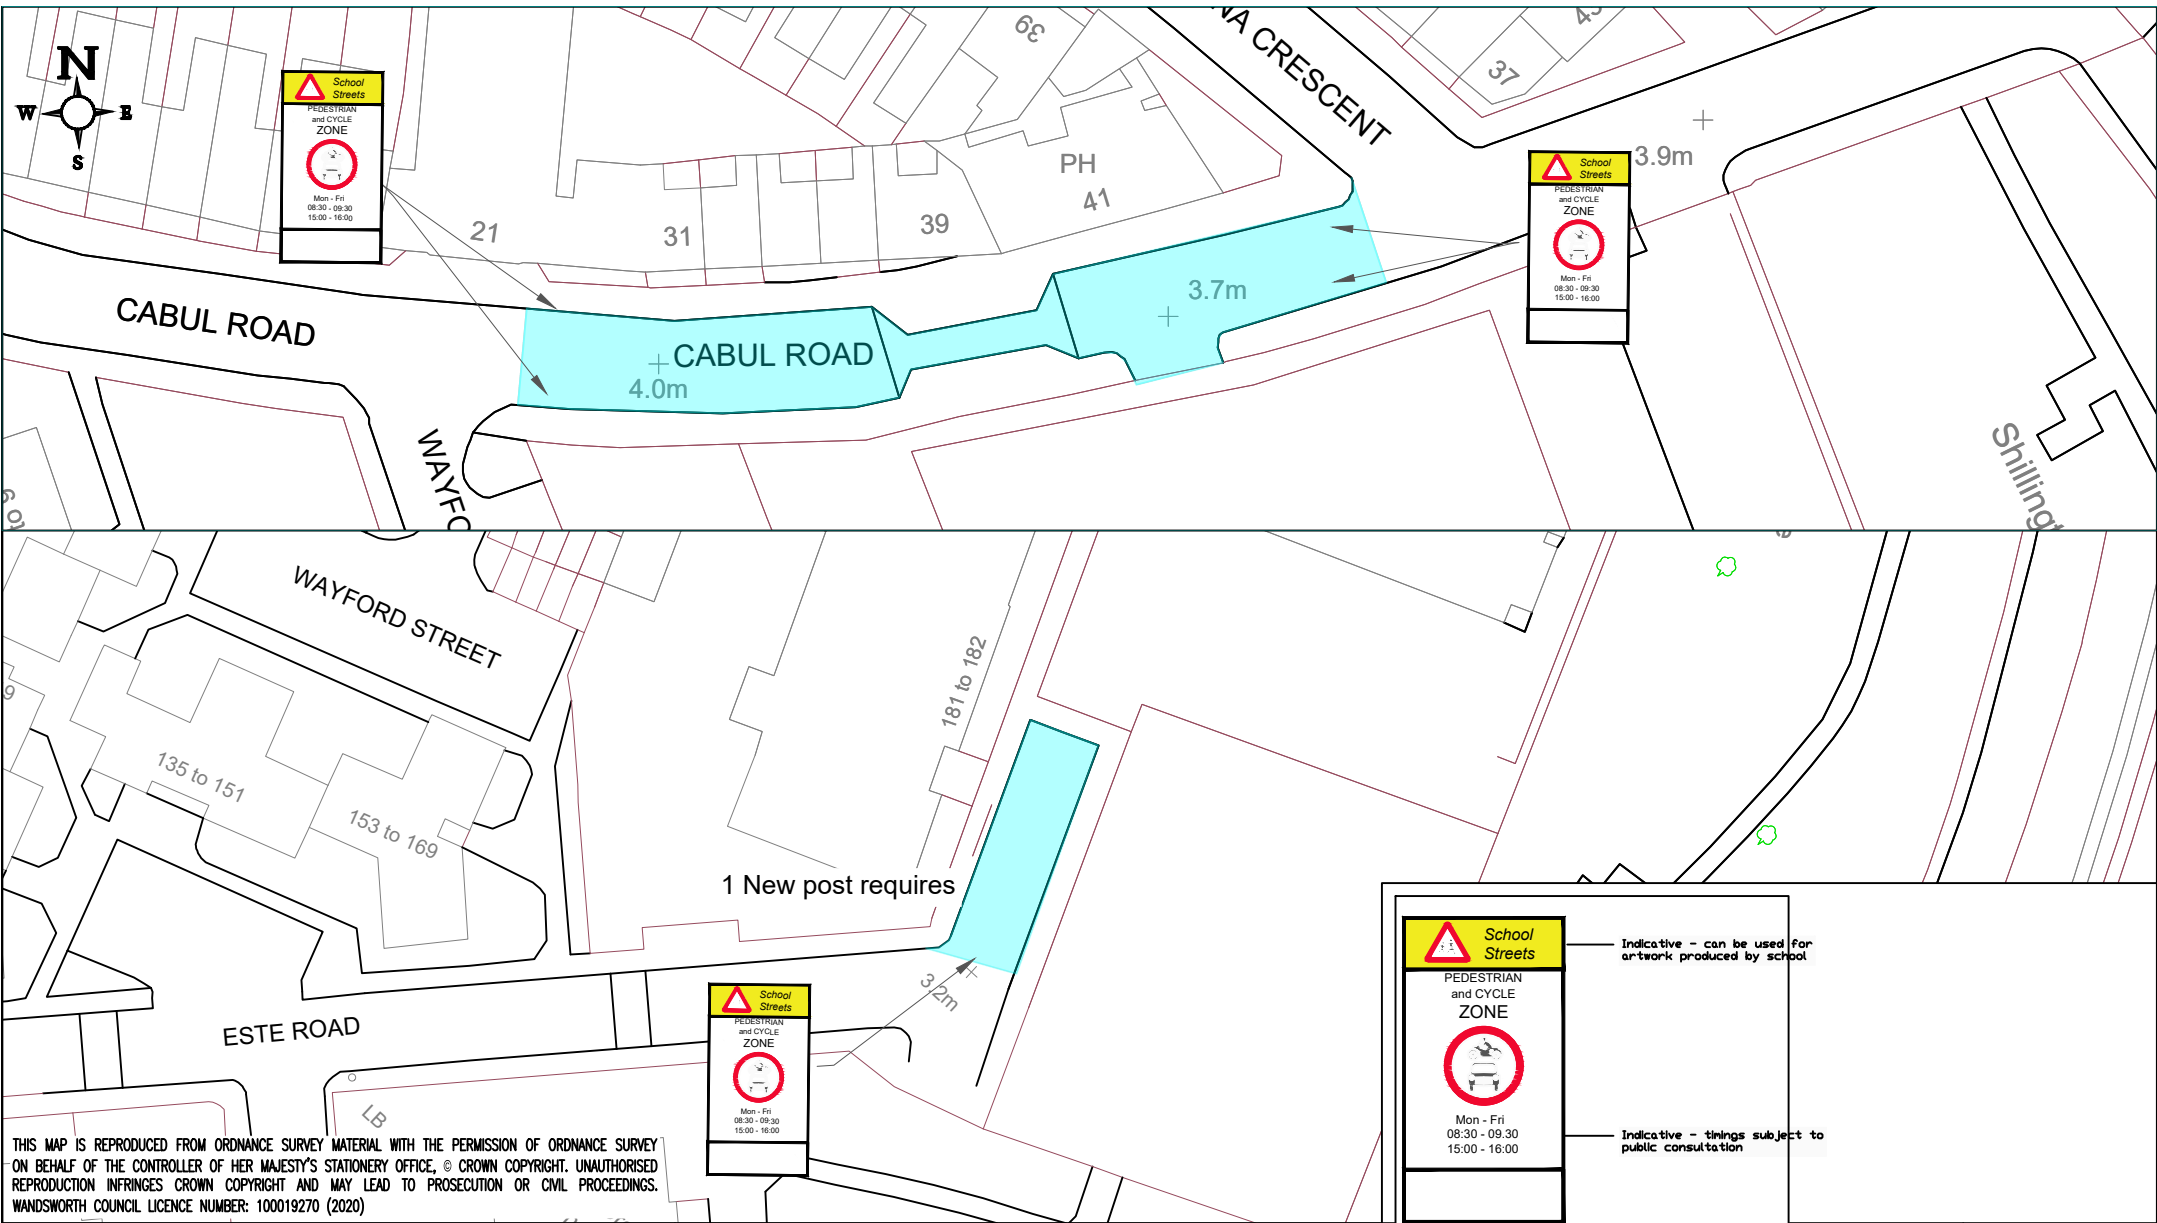 N
W
E
S
School
Streets
PEDESTRIAN
and CYCLE
ZONE
Mon - Fri
08:30 - 09:30
15:00 - 16:00
39
NA CRESCENT
37
3.9m
School
Streets
PEDESTRIAN
and CYCLE
ZONE
Mon - Fri
08:30 - 09:30
15:00 - 16:00
PH
41
21
31
39
CABUL ROAD
3.7m
CABUL ROAD
4.0m
WAYFO
Shillingt
WAYFORD STREET
181 to 182
135 to 151
153 to 169
1 New post requires
3.2m
ESTE ROAD
LB
School
Streets
PEDESTRIAN
and CYCLE
ZONE
Mon - Fri
08:30 - 09:30
15:00 - 16:00
School
Streets
PEDESTRIAN
and CYCLE
ZONE
Mon - Fri
08:30 - 09.30
15:00 - 16:00
Indicative - can be used for
artwork produced by school
Indicative - timings subject to
public consultation
THIS MAP IS REPRODUCED FROM ORDNANCE SURVEY MATERIAL WITH THE PERMISSION OF ORDNANCE SURVEY
ON BEHALF OF THE CONTROLLER OF HER MAJESTY'S STATIONERY OFFICE, © CROWN COPYRIGHT. UNAUTHORISED
REPRODUCTION INFRINGES CROWN COPYRIGHT AND MAY LEAD TO PROSECUTION OR CIVIL PROCEEDINGS.
WANDSWORTH COUNCIL LICENCE NUMBER: 100019270 (2020)